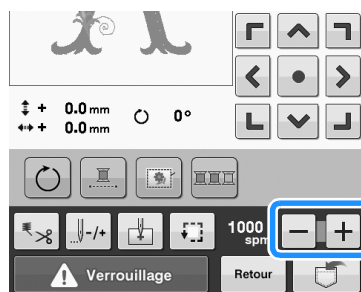 + 0.0 mm
+ 0.0 mm
0°
-/+
1000
spm
− +
Verrouillage
Retour